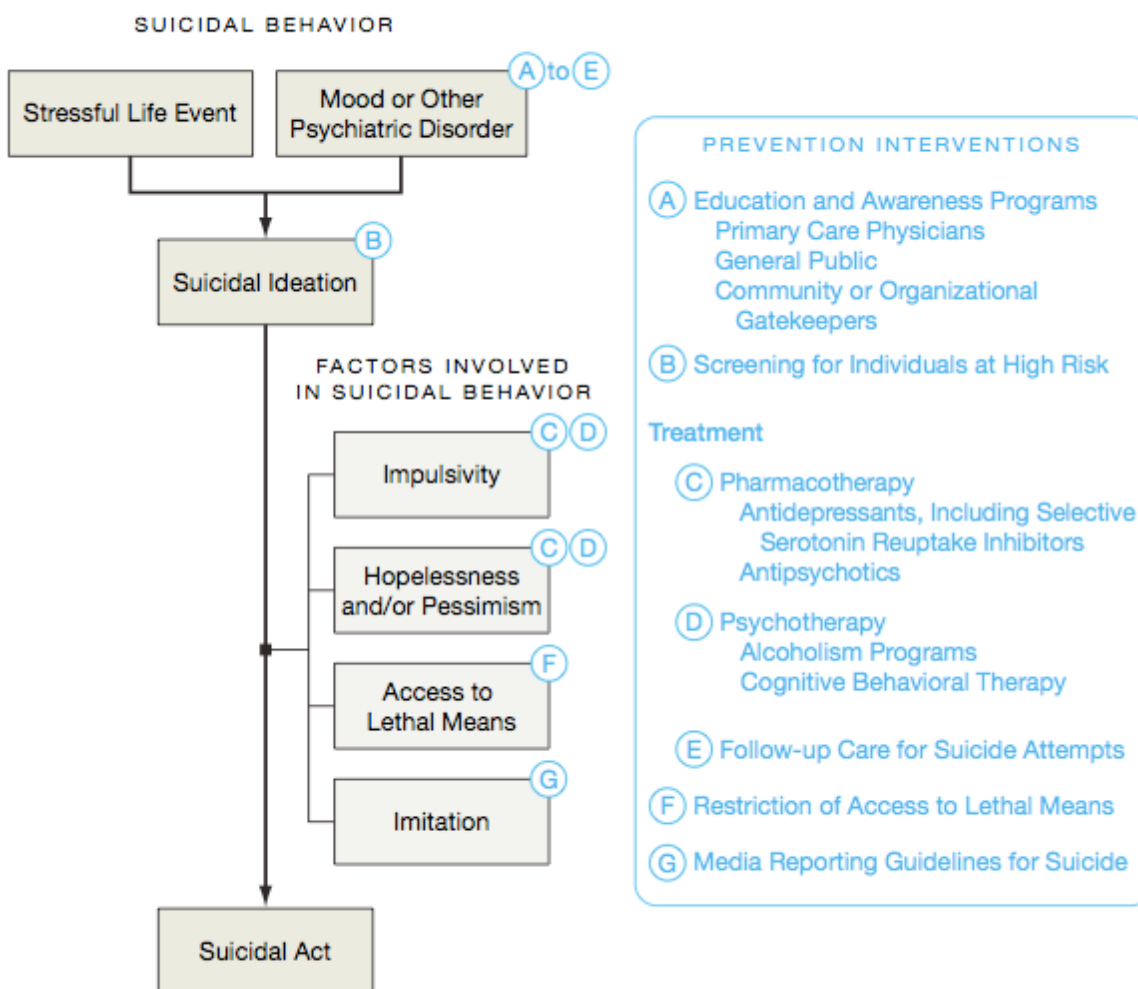 SUICIDAL BEHAVIOR
Stressful Life Event
Mood or Other
Psychiatric Disorder
A to E
Suicidal Ideation
B
FACTORS INVOLVED
IN SUICIDAL BEHAVIOR
Impulsivity
C D
Hopelessness
and/or Pessimism
C D
Access to
Lethal Means
F
Imitation
G
Suicidal Act
PREVENTION INTERVENTIONS
A Education and Awareness Programs
Primary Care Physicians
General Public
Community or Organizational
Gatekeepers
B Screening for Individuals at High Risk
Treatment
C Pharmacotherapy
Antidepressants, Including Selective
Serotonin Reuptake Inhibitors
Antipsychotics
D Psychotherapy
Alcoholism Programs
Cognitive Behavioral Therapy
E Follow-up Care for Suicide Attempts
F Restriction of Access to Lethal Means
G Media Reporting Guidelines for Suicide